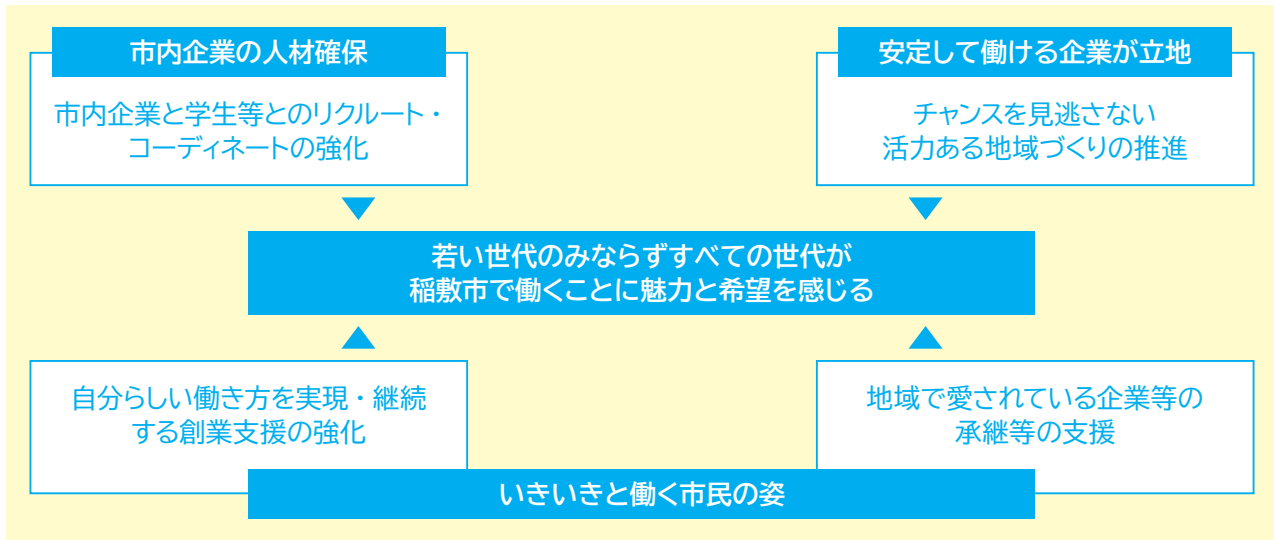 市内企業の人材確保
市内企業と学生等とのリクルート・
コーディネートの強化
安定して働ける企業が立地
チャンスを見逃さない
活力ある地域づくりの推進
若い世代のみならずすべての世代が
稲敷市で働くことに魅力と希望を感じる
自分らしい働き方を実現・継続
する創業支援の強化
地域で愛されている企業等の
承継等の支援
いきいきと働く市民の姿